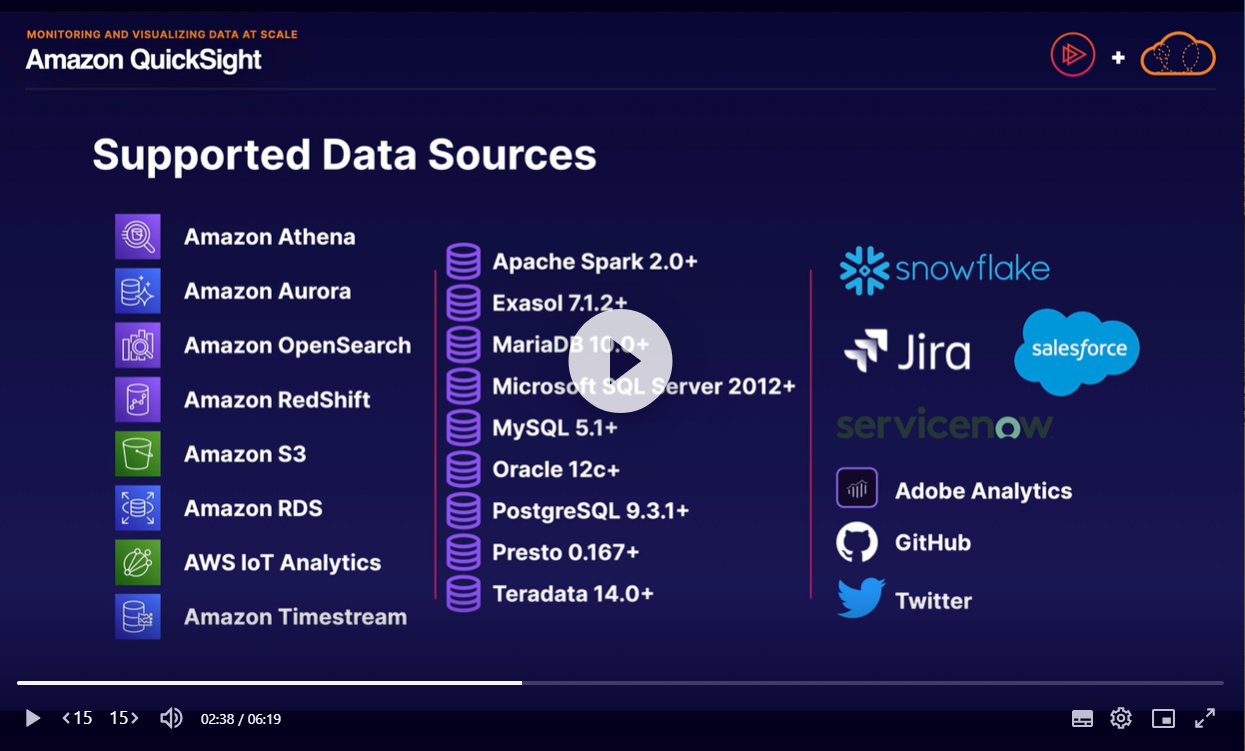 MONITORING AND VISUALIZING DATA AT SCALE
Amazon QuickSight
+
Supported Data Sources
Amazon Athena
Amazon Aurora
Amazon OpenSearch
Amazon RedShift
Amazon S3
Amazon RDS
AWS IoT Analytics
Amazon Timestream
Apache Spark 2.0+
Exasol 7.1.2+
MariaDB 10.0+
Microsoft SQL Server 2012+
MySQL 5.1+
Oracle 12c+
PostgreSQL 9.3.1+
Presto 0.167+
Teradata 14.0+
snowflake
Jira
salesforce
servicenow
Adobe Analytics
GitHub
Twitter
15 15 02:38 / 06:19